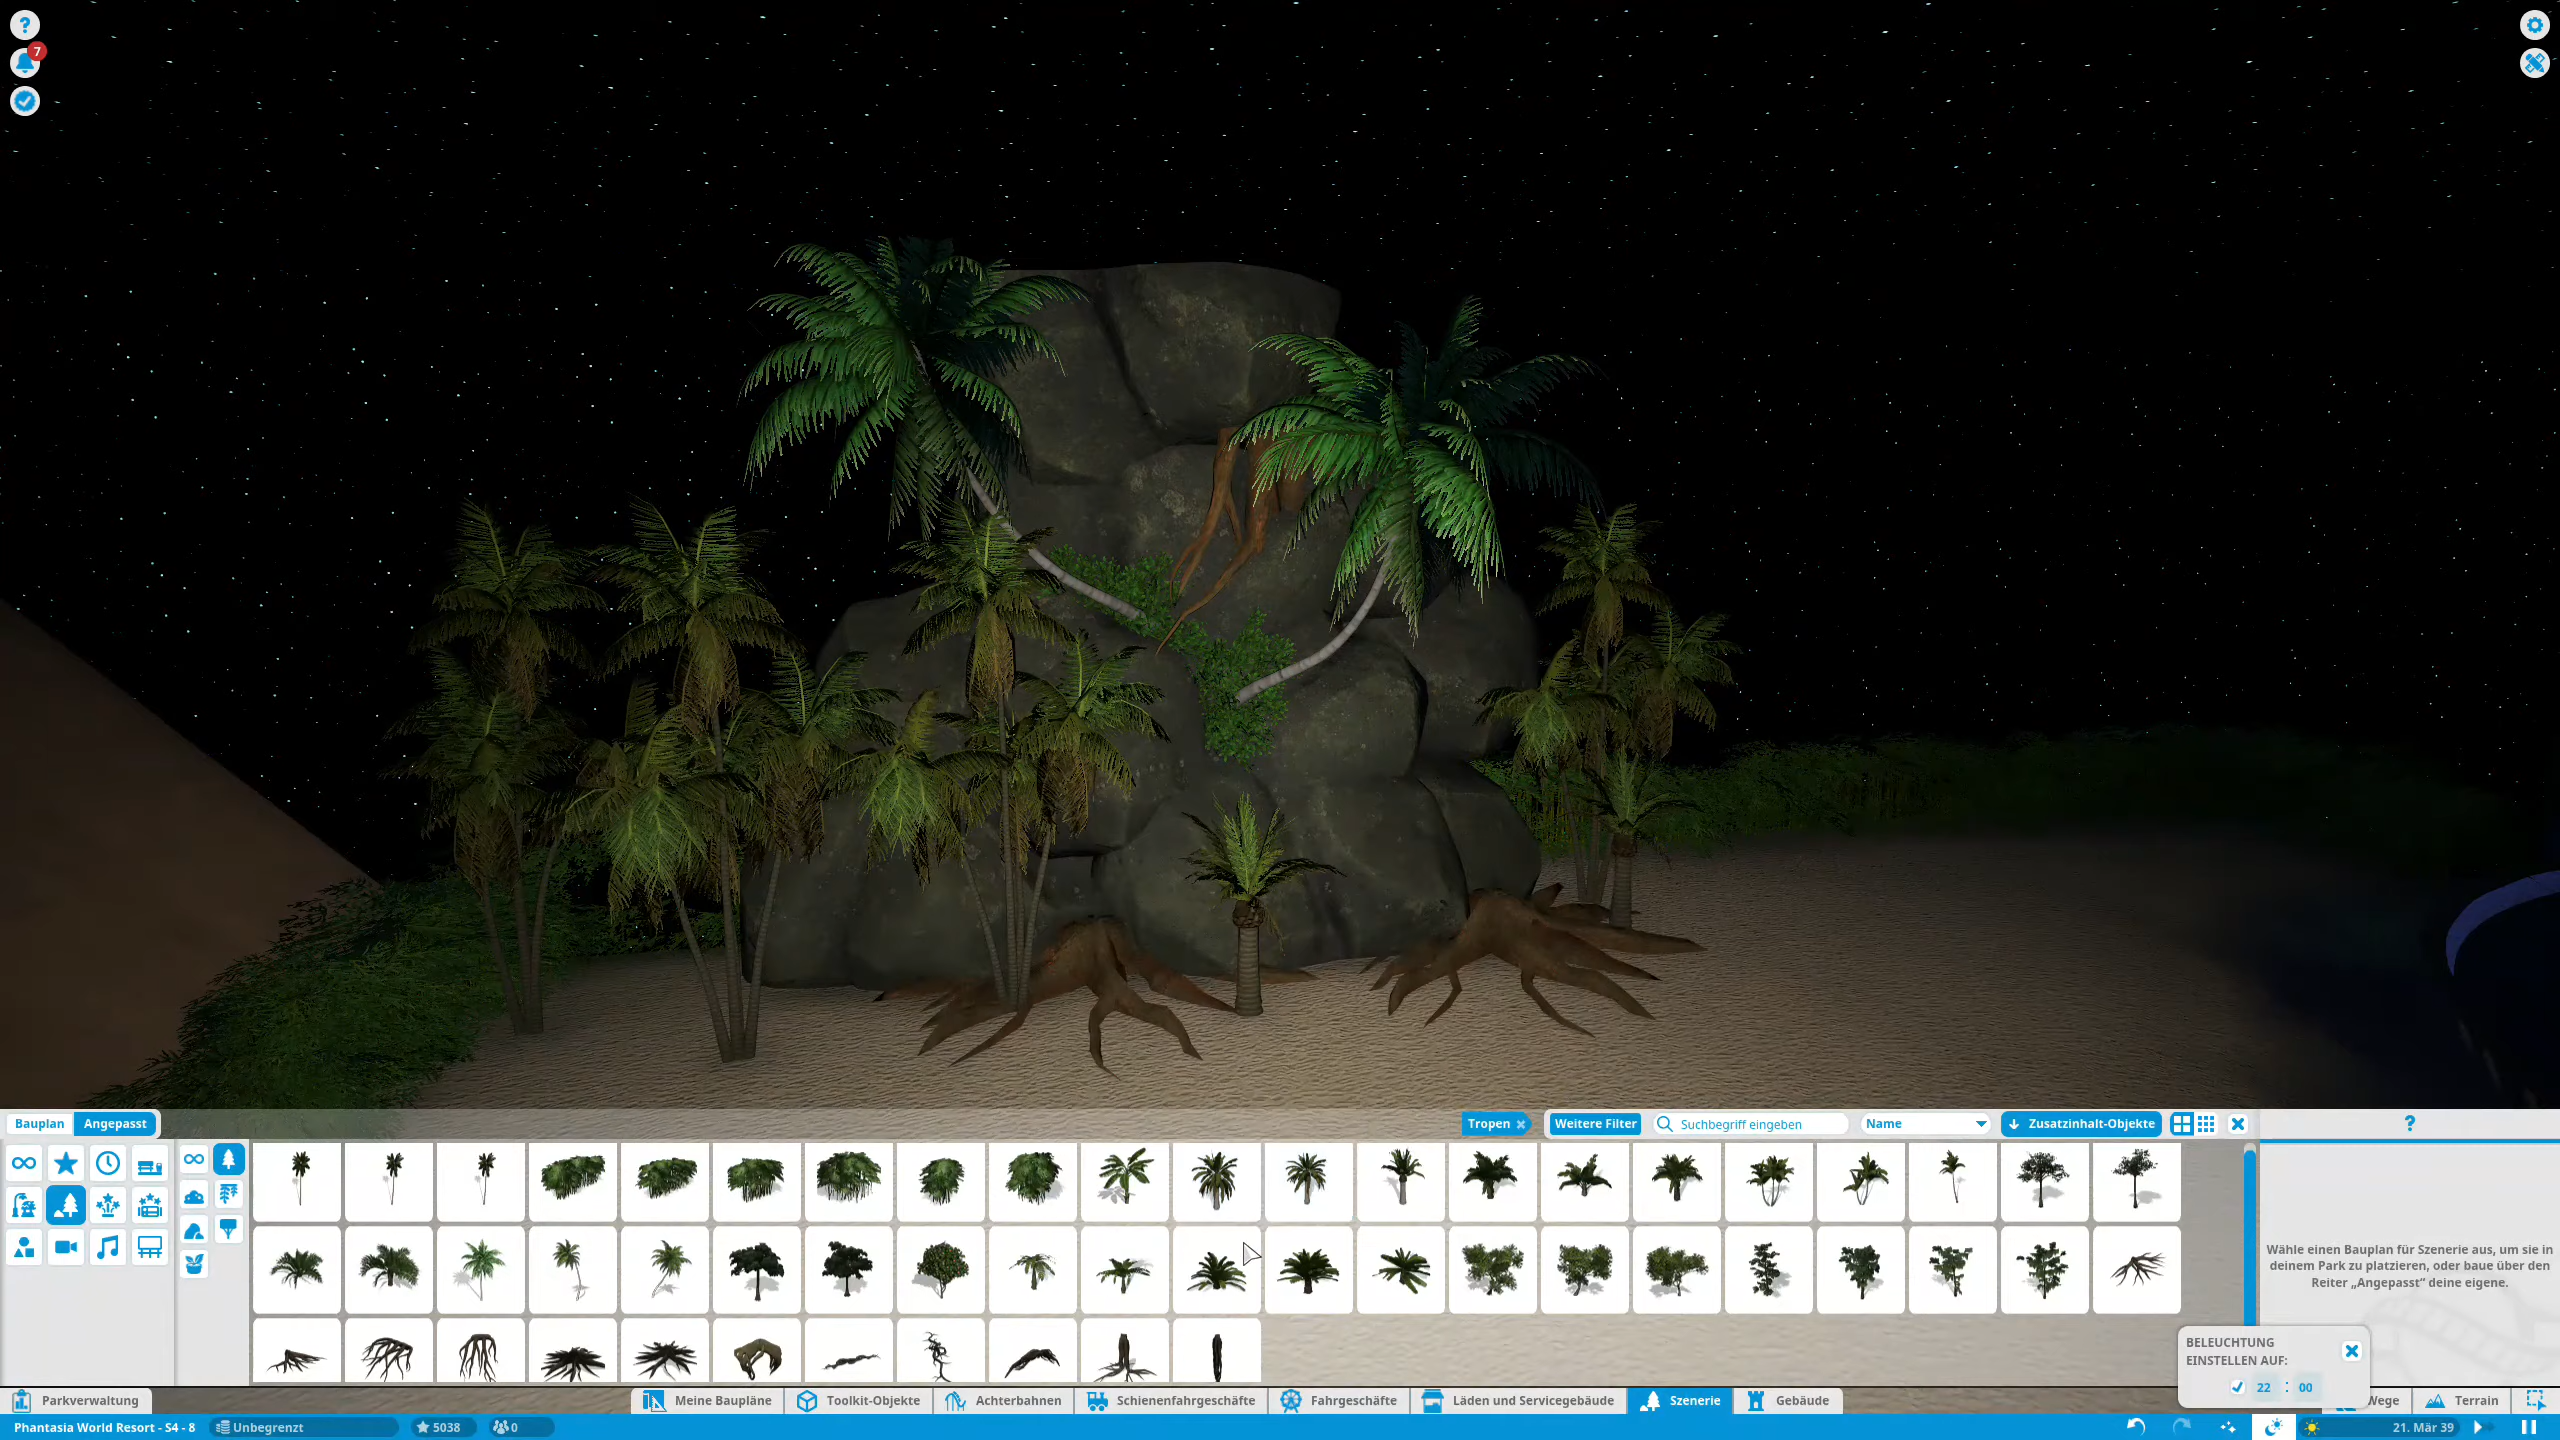 ?
7
Bauplan
Angepasst
Tropen
Weitere Filter
Suchbegriff eingeben
Name
Zusatzinhalt-Objekte
?
Wähle einen Bauplan für Szenerie aus, um sie in
deinem Park zu platzieren, oder baue über den
Reiter „Angepasst“ deine eigene.
BELEUCHTUNG
EINSTELLEN AUF:
22 : 00
Parkverwaltung
Meine Baupläne
Toolkit-Objekte
Achterbahnen
Schienenfahrgeschäfte
Fahrgeschäfte
Läden und Servicegebäude
Szenerie
Gebäude
Wege
Terrain
Phantasia World Resort - S4 - 8
Unbegrenzt
5038
0
21. Mär 39